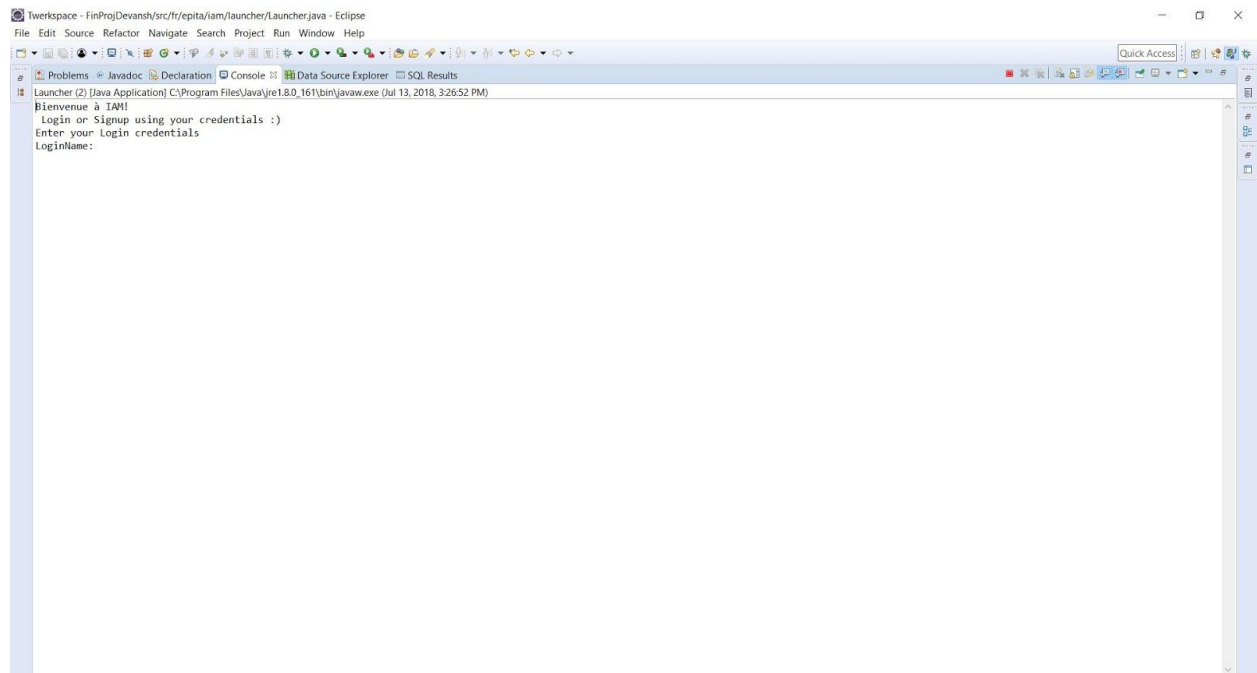 Twerkspace - FinProjDevansh/src/fr/epita/iam/launcher/Launcher.java - Eclipse
File Edit Source Refactor Navigate Search Project Run Window Help
Quick Access
Problems Javadoc Declaration Console Data Source Explorer SQL Results
Launcher (2) [Java Application] C:\Program Files\Java\jre1.8.0_161\bin\javaw.exe (Jul 13, 2018, 3:26:52 PM)
Bienvenue à IAM!
Login or Signup using your credentials :)
Enter your Login credentials
LoginName: